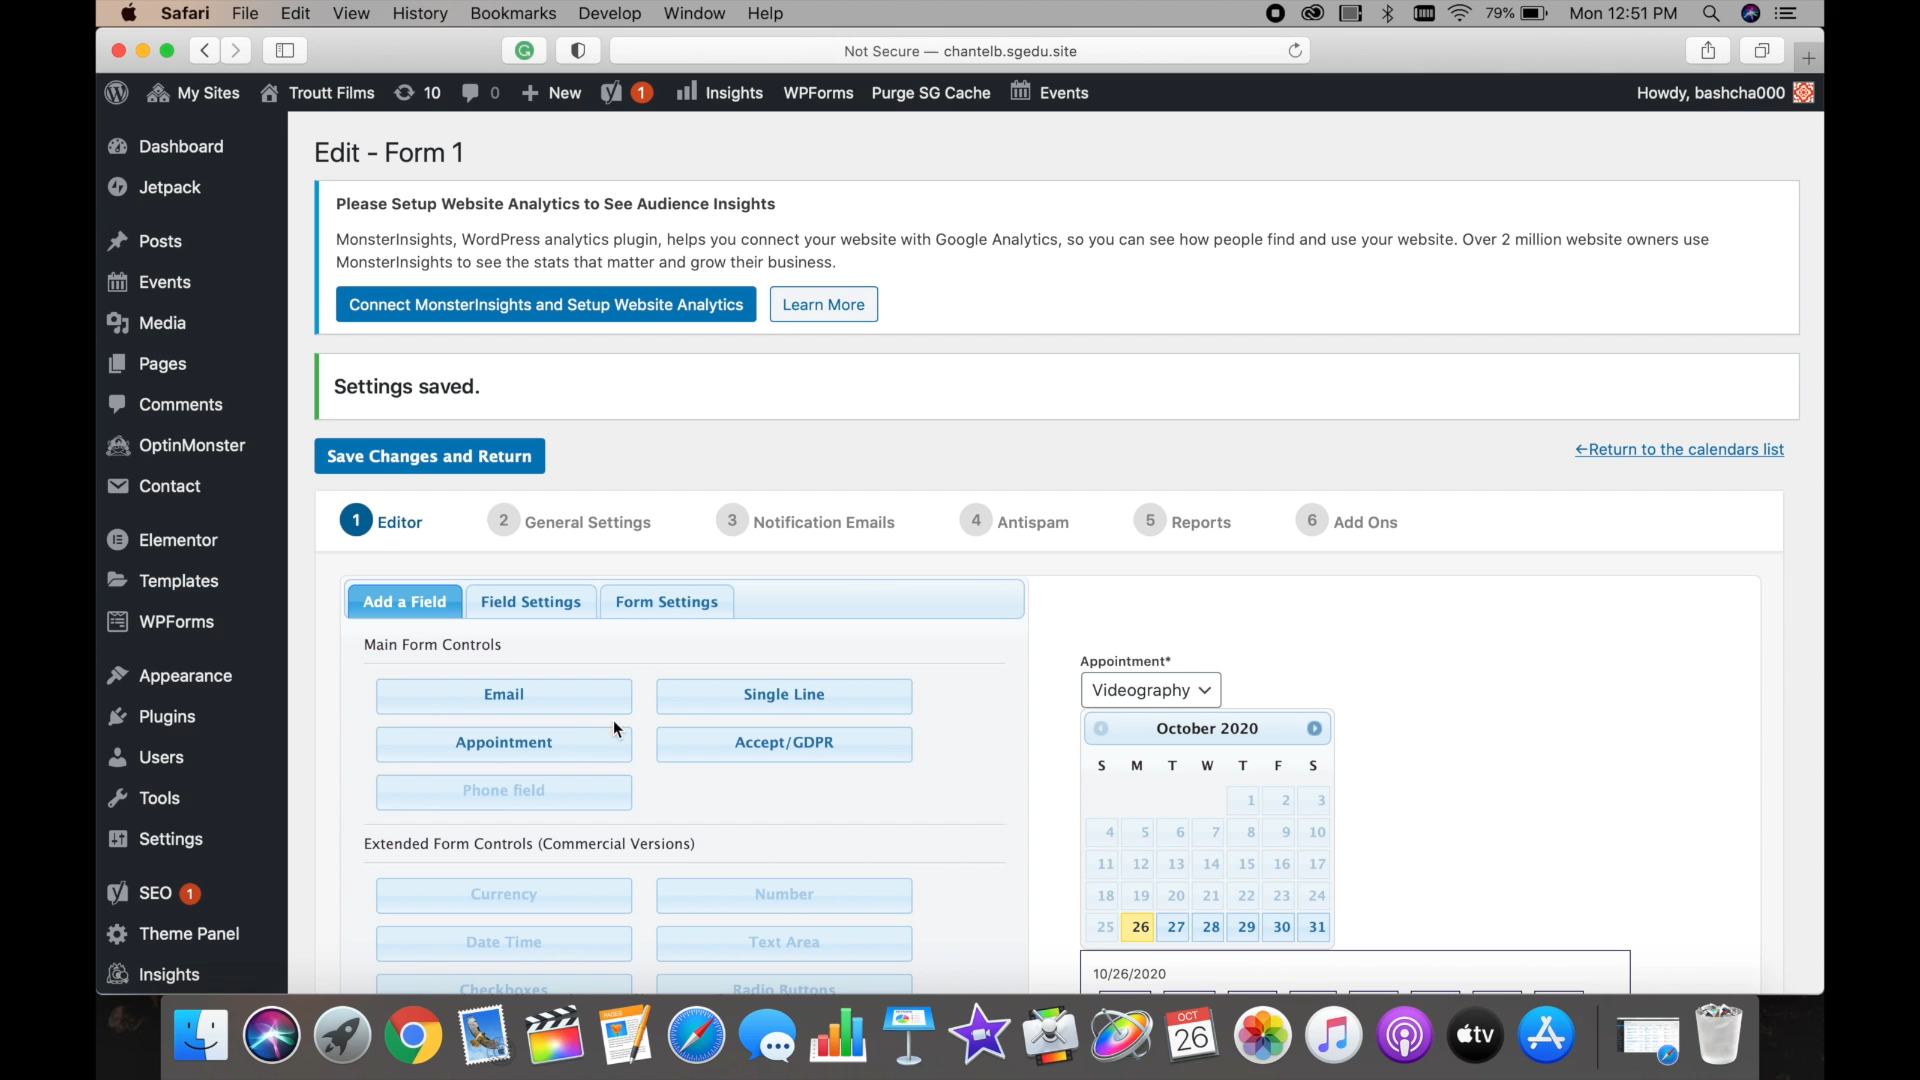 Safari File Edit View History Bookmarks Develop Window Help 79% Mon 12:51 PM
Not Secure — chantelb.sgedu.site
My Sites Troutt Films 10 0 New 1 Insights WPForms Purge SG Cache Events Howdy, bashcha000
Dashboard
Jetpack
Posts
Events
Media
Pages
Comments
OptinMonster
Contact
Elementor
Templates
WPForms
Appearance
Plugins
Users
Tools
Settings
SEO 1
Theme Panel
Insights
Edit - Form 1
Please Setup Website Analytics to See Audience Insights
MonsterInsights, WordPress analytics plugin, helps you connect your website with Google Analytics, so you can see how people find and use your website. Over 2 million website owners use
MonsterInsights to see the stats that matter and grow their business.
Connect MonsterInsights and Setup Website Analytics Learn More
Settings saved.
Save Changes and Return
←Return to the calendars list
1 Editor 2 General Settings 3 Notification Emails 4 Antispam 5 Reports 6 Add Ons
Add a Field Field Settings Form Settings
Main Form Controls
Email Single Line
Appointment Accept/GDPR
Phone field
Extended Form Controls (Commercial Versions)
Currency Number
Date Time Text Area
Checkboxes Radio Buttons
Appointment*
Videography
October 2020
S M T W T F S
1 2 3
4 5 6 7 8 9 10
11 12 13 14 15 16 17
18 19 20 21 22 23 24
25 26 27 28 29 30 31
10/26/2020
PAGES
OCT
26
tv